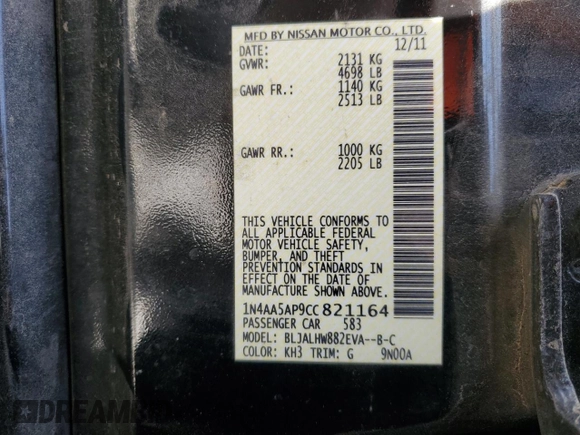 MFD BY NISSAN MOTOR CO., LTD.
DATE: 12/11
GVWR: 2131 KG
4698 LB
GAWR FR.: 1140 KG
2513 LB
GAWR RR.: 1000 KG
2205 LB
THIS VEHICLE CONFORMS TO
ALL APPLICABLE FEDERAL
MOTOR VEHICLE SAFETY,
BUMPER, AND THEFT
PREVENTION STANDARDS IN
EFFECT ON THE DATE OF
MANUFACTURE SHOWN ABOVE.
1N4AA5AP9CC 821164
PASSENGER CAR 583
MODEL: BLJALHW882EVA--B-C
COLOR: KH3 TRIM: G 9N00A